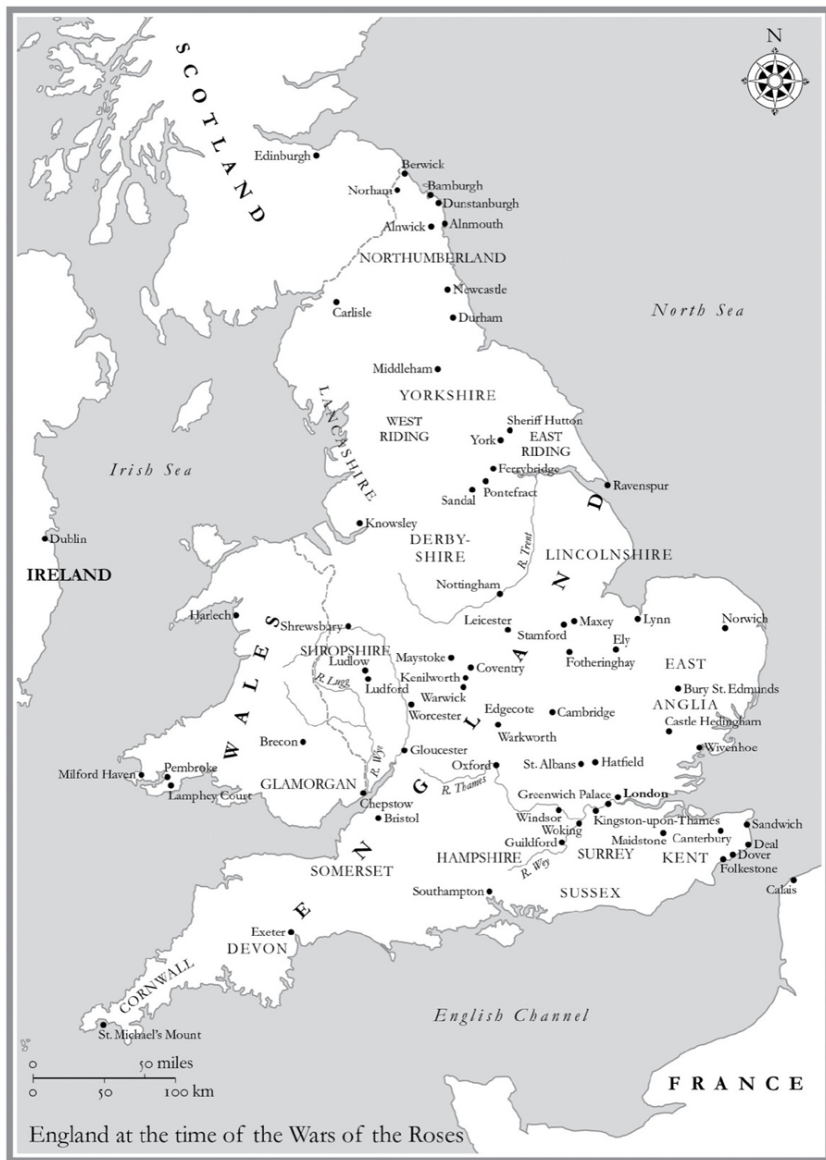 N
SCOTLAND
Edinburgh
Berwick
Norham
Bamburgh
Dunstanburgh
Alnwick
Alnmouth
NORTHUMBERLAND
Newcastle
Carlisle
Durham
North Sea
Middleham
YORKSHIRE
LANCASHIRE
WEST
RIDING
Sheriff Hutton
York
EAST
RIDING
Irish Sea
Ferrybridge
Pontefract
Sandal
Ravenspur
Knowsley
Dublin
IRELAND
DERBY-
SHIRE
R. Trent
LINCOLNSHIRE
ENGLAND
Nottingham
Harlech
WALES
Shrewsbury
SHROPSHIRE
Ludlow
Ludford
R. Lugg
Leicester
Stamford
Maxey
Lynn
Norwich
Ely
Fotheringhay
Maystoke
Coventry
Kenilworth
Warwick
Worcester
EAST
ANGLIA
Bury St. Edmunds
Edgecote
Cambridge
Castle Hedingham
Warkworth
Wivenhoe
Brecon
Gloucester
R. Wye
Milford Haven
Pembroke
Lamphey Court
GLAMORGAN
Chepstow
Bristol
Oxford
R. Thames
St. Albans
Hatfield
Greenwich Palace
London
Windsor
Kingston-upon-Thames
Woking
Guildford
Maidstone
Canterbury
Sandwich
Deal
Dover
Folkestone
HAMPSHIRE
R. Wey
SURREY
KENT
Calais
SOMERSET
Southampton
SUSSEX
Exeter
DEVON
CORNWALL
St. Michael's Mount
English Channel
0 50 miles
0 50 100 km
FRANCE
England at the time of the Wars of the Roses